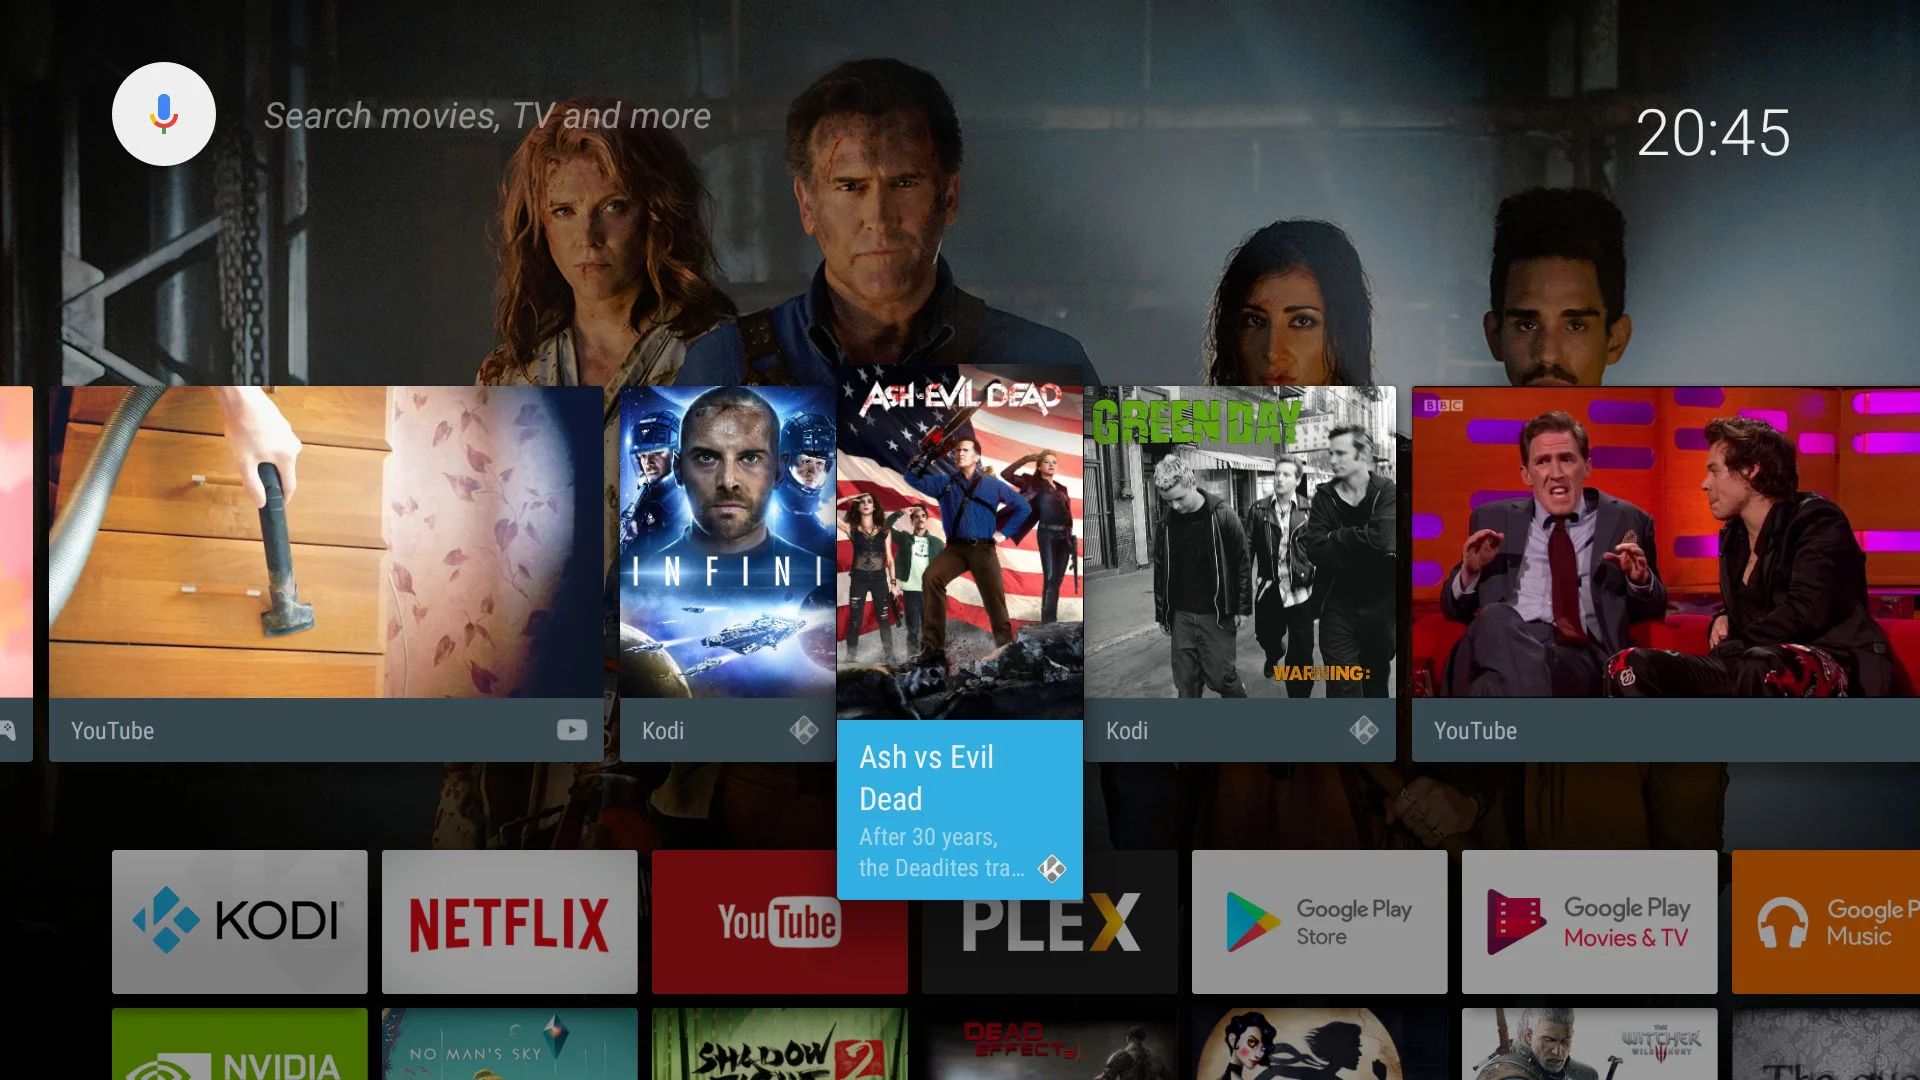 Search movies, TV and more
20:45
BBC
ASH vs EVIL DEAD
GREEN DAY
INFINI
WARNING:
YouTube
Kodi
Kodi
YouTube
Ash vs Evil
Dead
After 30 years,
the Deadites tra...
KODI
NETFLIX
YouTube
PLEX
Google Play
Store
Google Play
Movies & TV
Google P
Music
NVIDIA
NO MAN'S SKY
SHADOW
2
DEAD
EFFECT 2
THE
WITCHER
WILD HUNT